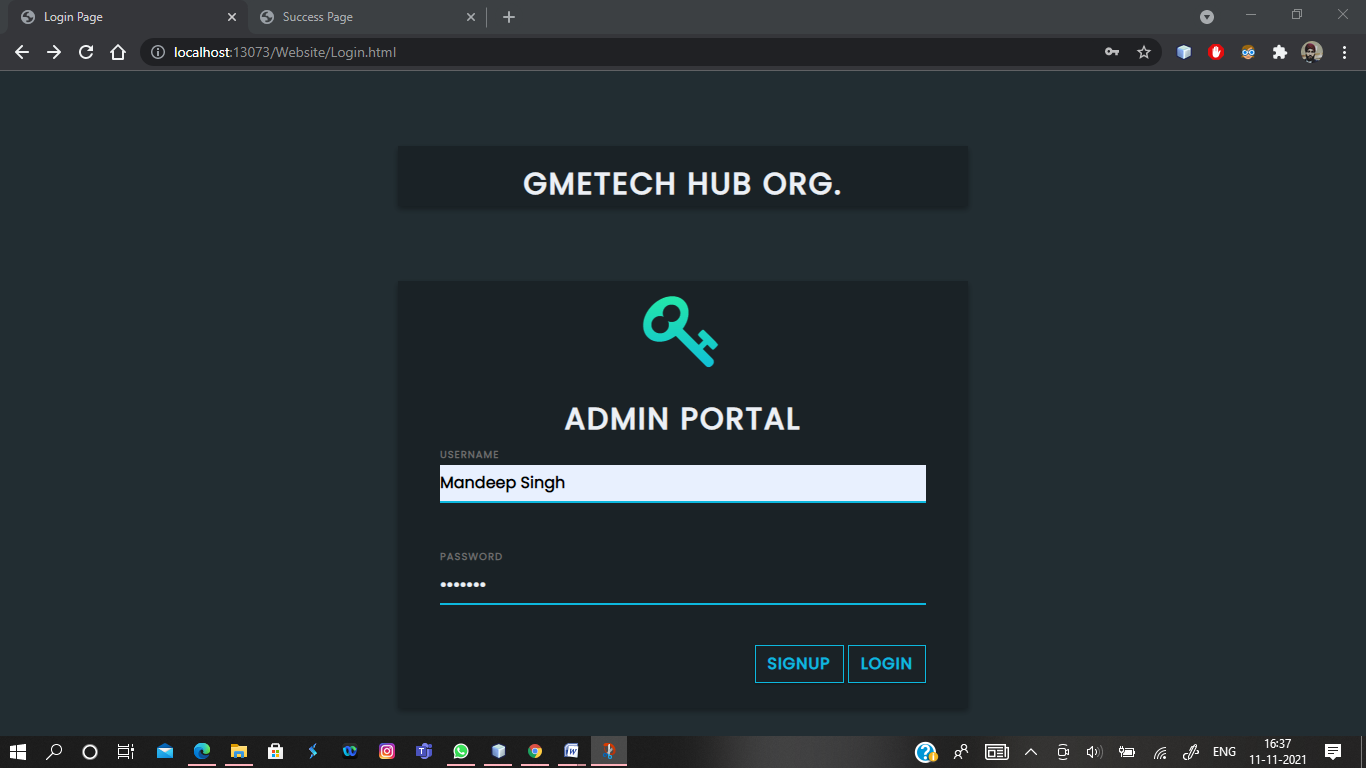 Login Page
Success Page
localhost:13073/Website/Login.html
GMETECH HUB ORG.
ADMIN PORTAL
USERNAME
Mandeep Singh
PASSWORD
•••••••
SIGNUP LOGIN
ENG
16:37
11-11-2021